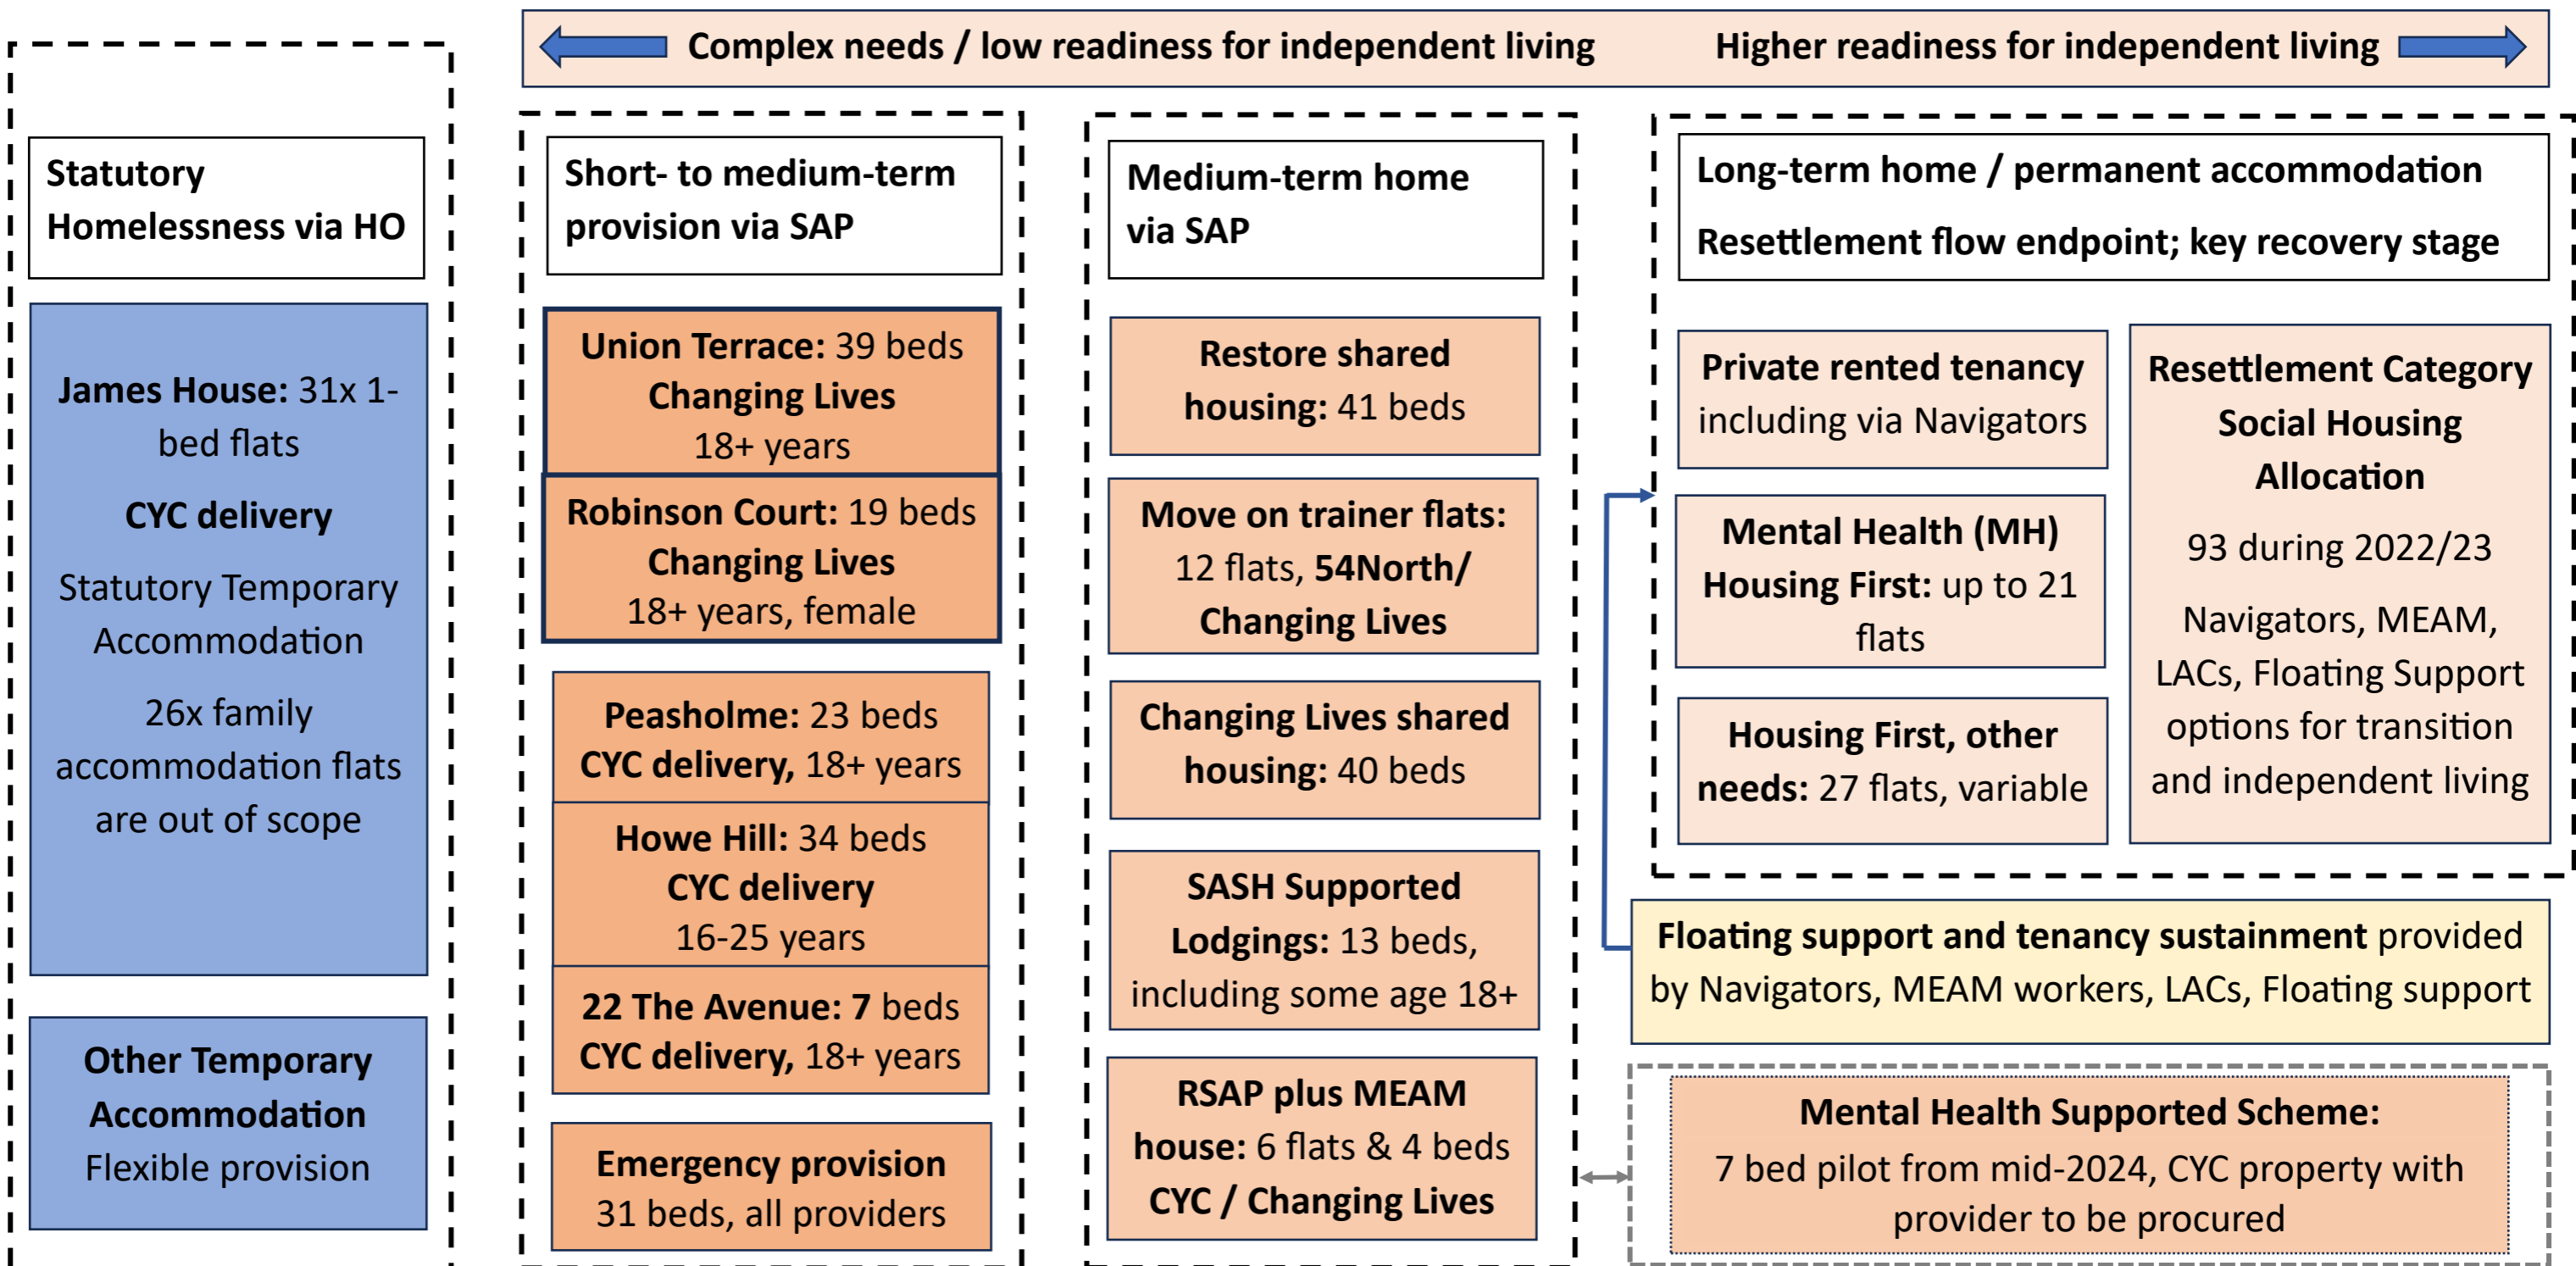 Complex needs / low readiness for independent living
Higher readiness for independent living
Statutory
Homelessness via HO
James House: 31x 1-
bed flats
CYC delivery
Statutory Temporary
Accommodation
26x family
accommodation flats
are out of scope
Other Temporary
Accommodation
Flexible provision
Short- to medium-term
provision via SAP
Union Terrace: 39 beds
Changing Lives
18+ years
Robinson Court: 19 beds
Changing Lives
18+ years, female
Peasholme: 23 beds
CYC delivery, 18+ years
Howe Hill: 34 beds
CYC delivery
16-25 years
22 The Avenue: 7 beds
CYC delivery, 18+ years
Emergency provision
31 beds, all providers
Medium-term home
via SAP
Restore shared
housing: 41 beds
Move on trainer flats:
12 flats, 54North/
Changing Lives
Changing Lives shared
housing: 40 beds
SASH Supported
Lodgings: 13 beds,
including some age 18+
RSAP plus MEAM
house: 6 flats & 4 beds
CYC / Changing Lives
Long-term home / permanent accommodation
Resettlement flow endpoint; key recovery stage
Private rented tenancy
including via Navigators
Mental Health (MH)
Housing First: up to 21
flats
Housing First, other
needs: 27 flats, variable
Resettlement Category
Social Housing
Allocation
93 during 2022/23
Navigators, MEAM,
LACs, Floating Support
options for transition
and independent living
Floating support and tenancy sustainment provided
by Navigators, MEAM workers, LACs, Floating support
Mental Health Supported Scheme:
7 bed pilot from mid-2024, CYC property with
provider to be procured